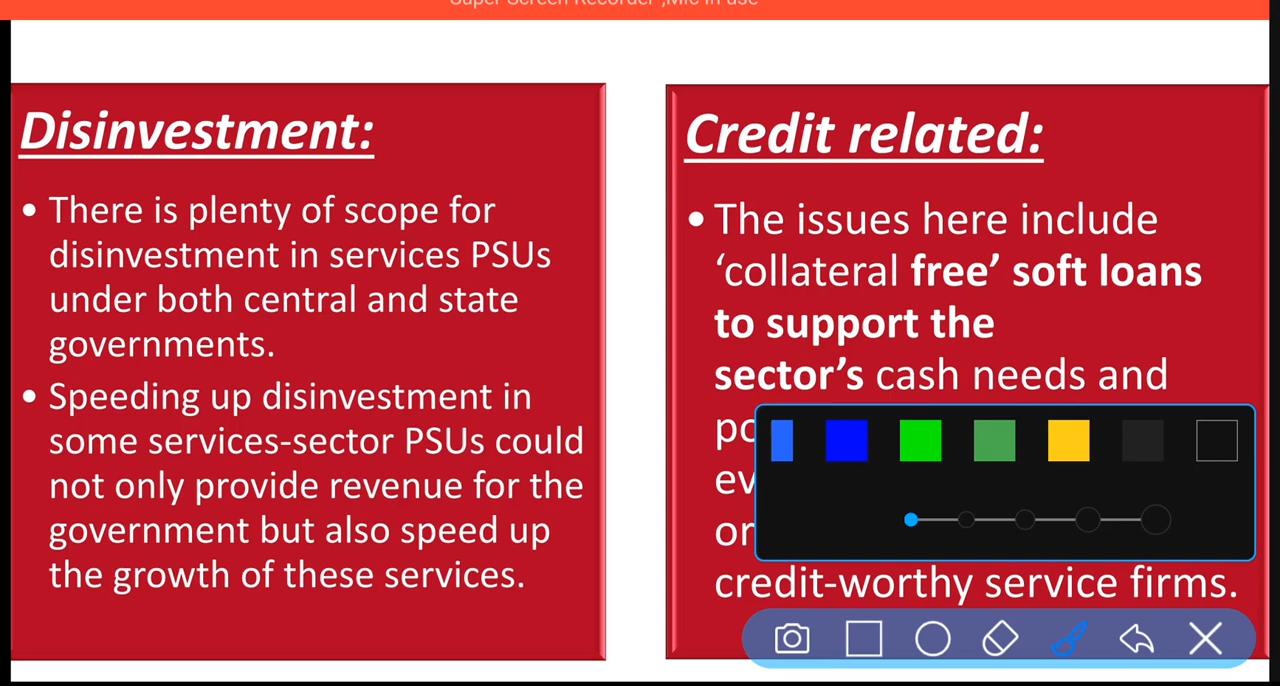 Super Screen Recorder ,Mic in use
Disinvestment:
• There is plenty of scope for
disinvestment in services PSUs
under both central and state
governments.
• Speeding up disinvestment in
some services-sector PSUs could
not only provide revenue for the
government but also speed up
the growth of these services.
Credit related:
• The issues here include
‘collateral free’ soft loans
to support the
sector’s cash needs and
credit-worthy service firms.